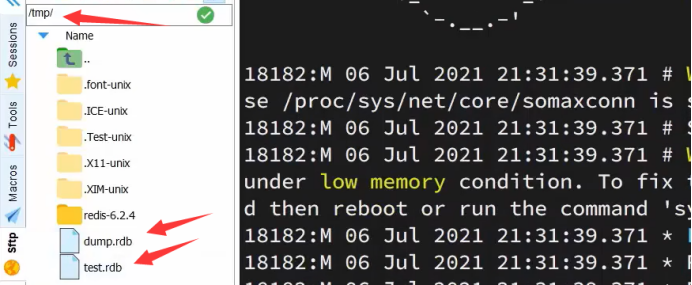 /tmp/
Name
..
.font-unix
.ICE-unix
.Test-unix
.X11-unix
.XIM-unix
redis-6.2.4
dump.rdb
test.rdb
Sessions
Tools
Macros
Sftp
`-.__.-'
18182:M 06 Jul 2021 21:31:39.371 #
se /proc/sys/net/core/somaxconn is
18182:M 06 Jul 2021 21:31:39.371 #
18182:M 06 Jul 2021 21:31:39.371 #
under low memory condition. To fix
d then reboot or run the command 'sy
18182:M 06 Jul 2021 21:31:39.371 *
18182:M 06 Jul 2021 21:31:39.371 *